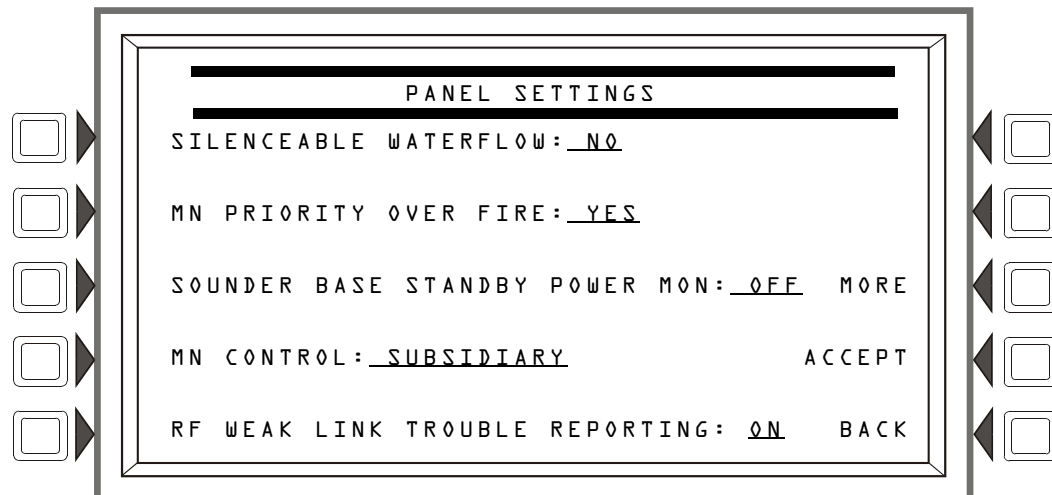 PANEL SETTINGS
SILENCEABLE WATERFLOW: NO
MN PRIORITY OVER FIRE: YES
SOUNDER BASE STANDBY POWER MON: OFF MORE
MN CONTROL: SUBSIDIARY ACCEPT
RF WEAK LINK TROUBLE REPORTING: ON BACK